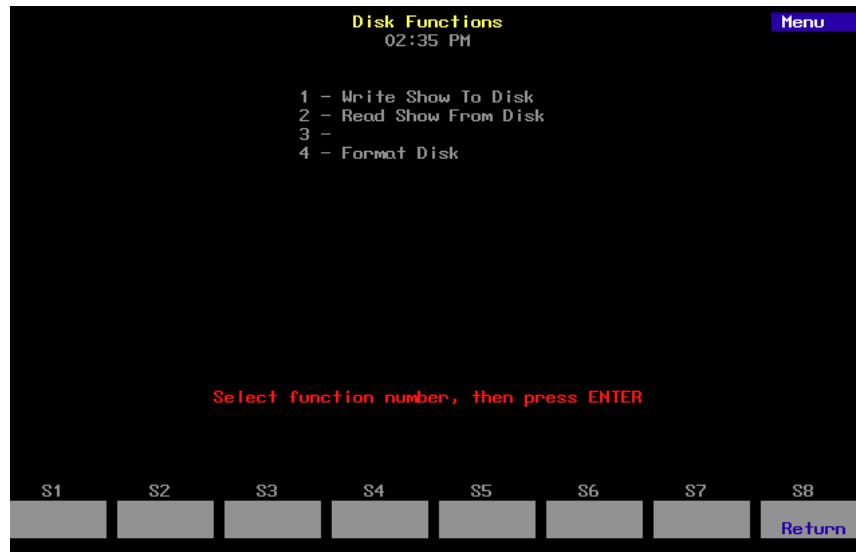 Disk Functions
Menu
02:35 PM
1 - Write Show To Disk
2 - Read Show From Disk
3 -
4 - Format Disk
Select function number, then press ENTER
S1 S2 S3 S4 S5 S6 S7 S8
Return